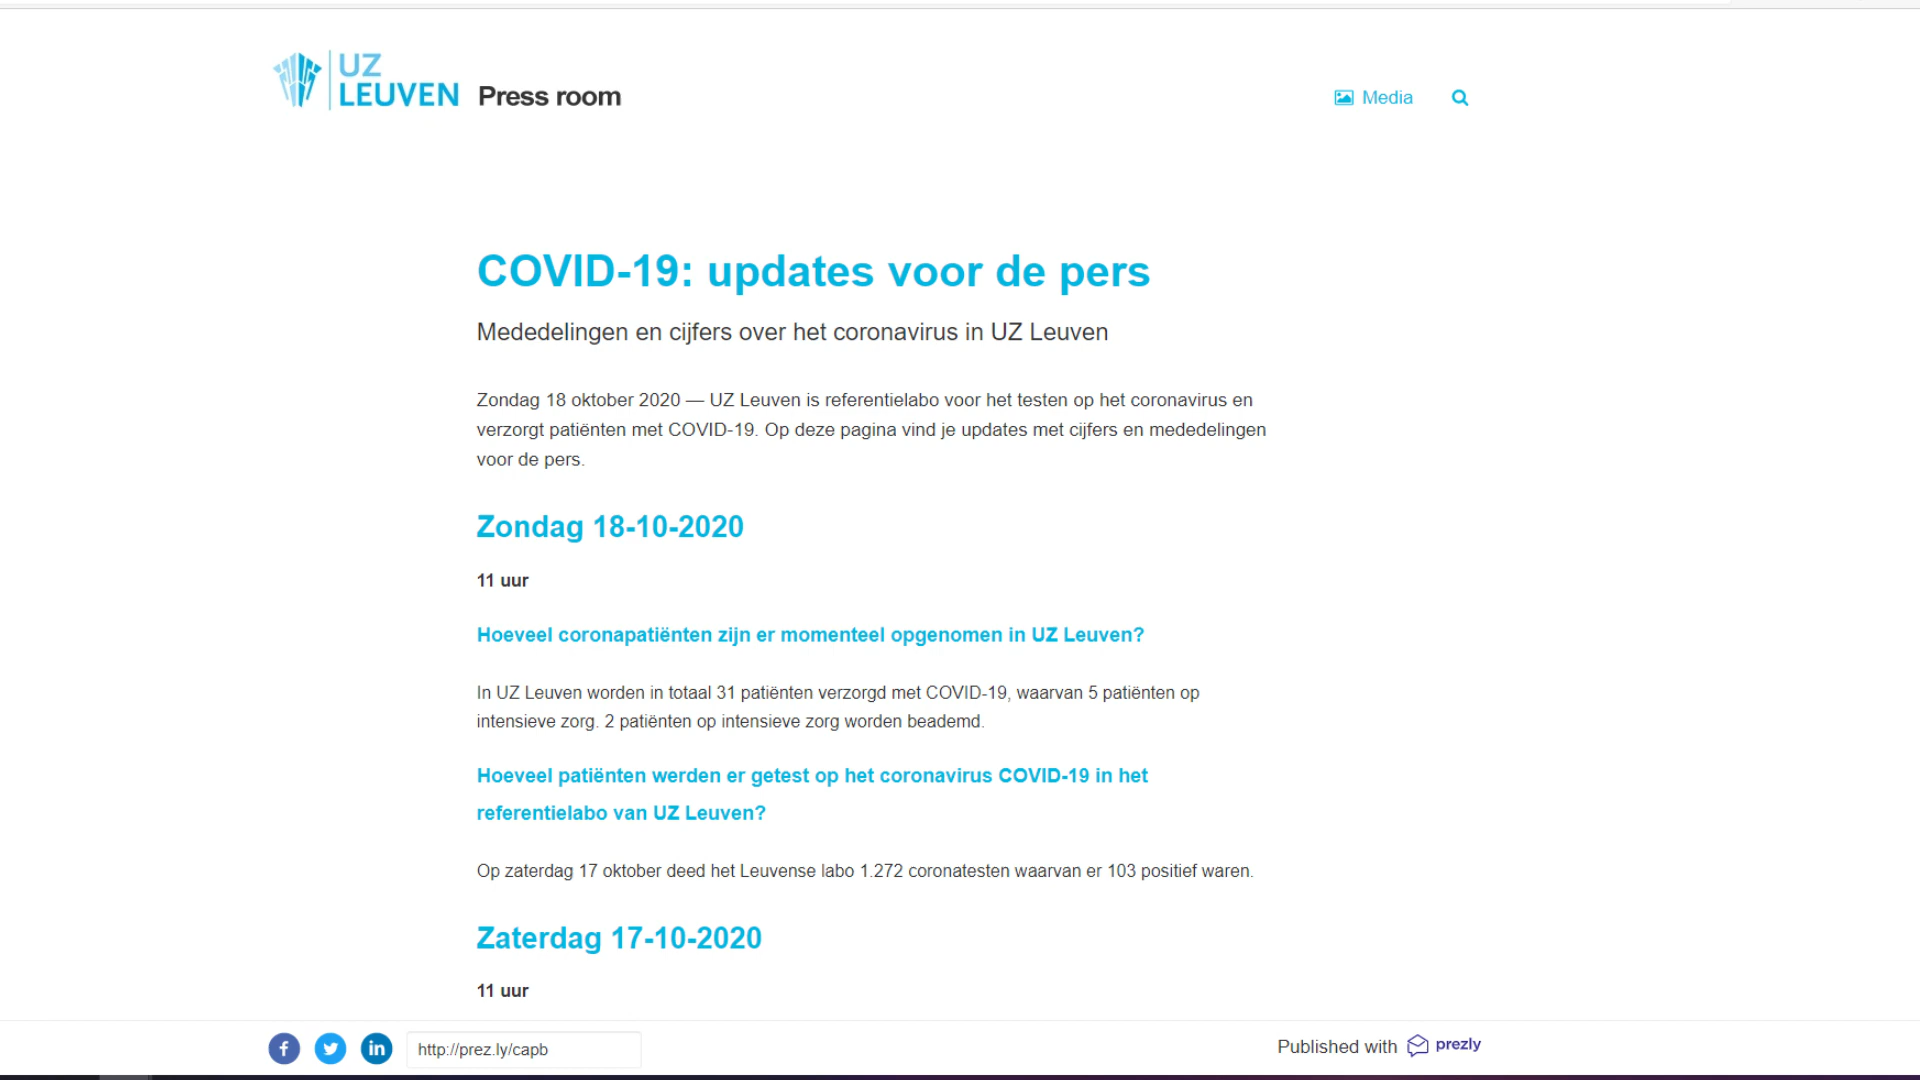 UZ
LEUVEN
Press room
Media
COVID-19: updates voor de pers
Mededelingen en cijfers over het coronavirus in UZ Leuven
Zondag 18 oktober 2020 — UZ Leuven is referentielabo voor het testen op het coronavirus en
verzorgt patiënten met COVID-19. Op deze pagina vind je updates met cijfers en mededelingen
voor de pers.
Zondag 18-10-2020
11 uur
Hoeveel coronapatiënten zijn er momenteel opgenomen in UZ Leuven?
In UZ Leuven worden in totaal 31 patiënten verzorgd met COVID-19, waarvan 5 patiënten op
intensieve zorg. 2 patiënten op intensieve zorg worden beademd.
Hoeveel patiënten werden er getest op het coronavirus COVID-19 in het
referentielabo van UZ Leuven?
Op zaterdag 17 oktober deed het Leuvense labo 1.272 coronatesten waarvan er 103 positief waren.
Zaterdag 17-10-2020
11 uur
f in http://prez.ly/capb
Published with prezly